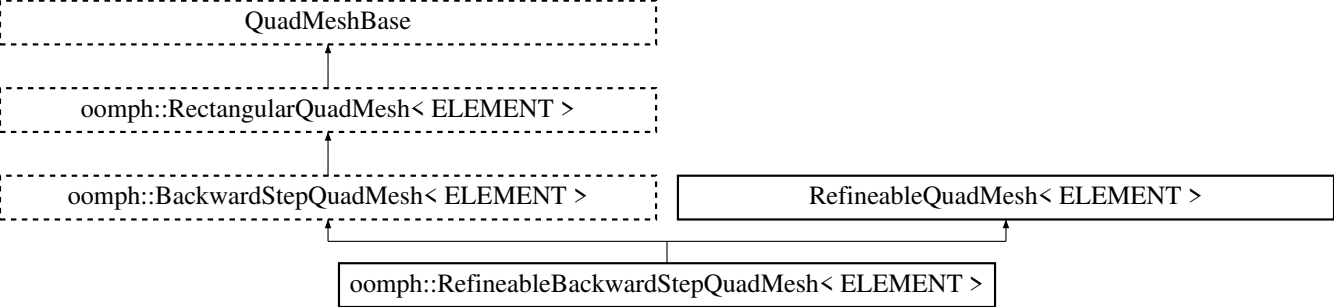 QuadMeshBase
oomph::RectangularQuadMesh< ELEMENT >
oomph::BackwardStepQuadMesh< ELEMENT >
RefineableQuadMesh< ELEMENT >
oomph::RefineableBackwardStepQuadMesh< ELEMENT >